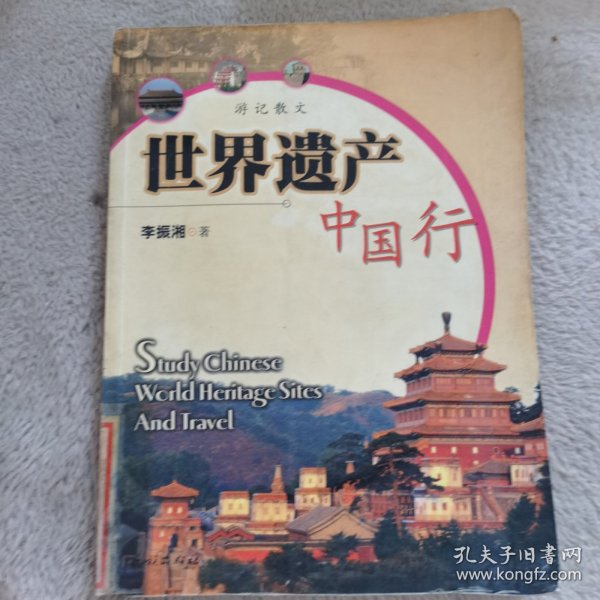 游记散文
世界遗产
中国行
李振湘 著
Study Chinese
World Heritage Sites
And Travel
孔夫子旧书网
www.kongfz.com